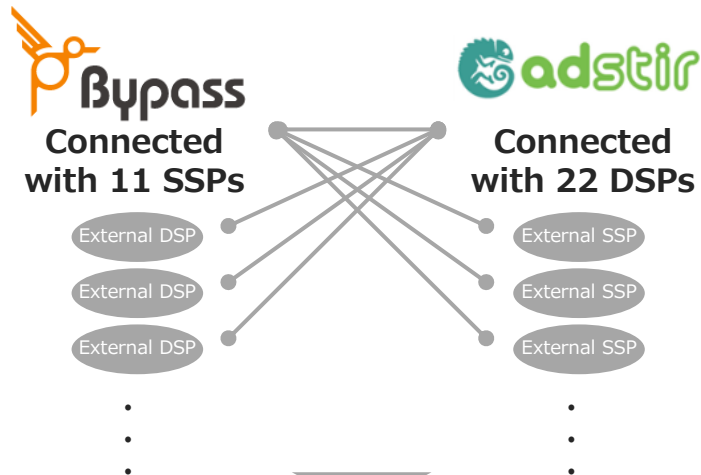 Bypass
Connected
with 11 SSPs
External DSP
External DSP
External DSP
adstir
Connected
with 22 DSPs
External SSP
External SSP
External SSP